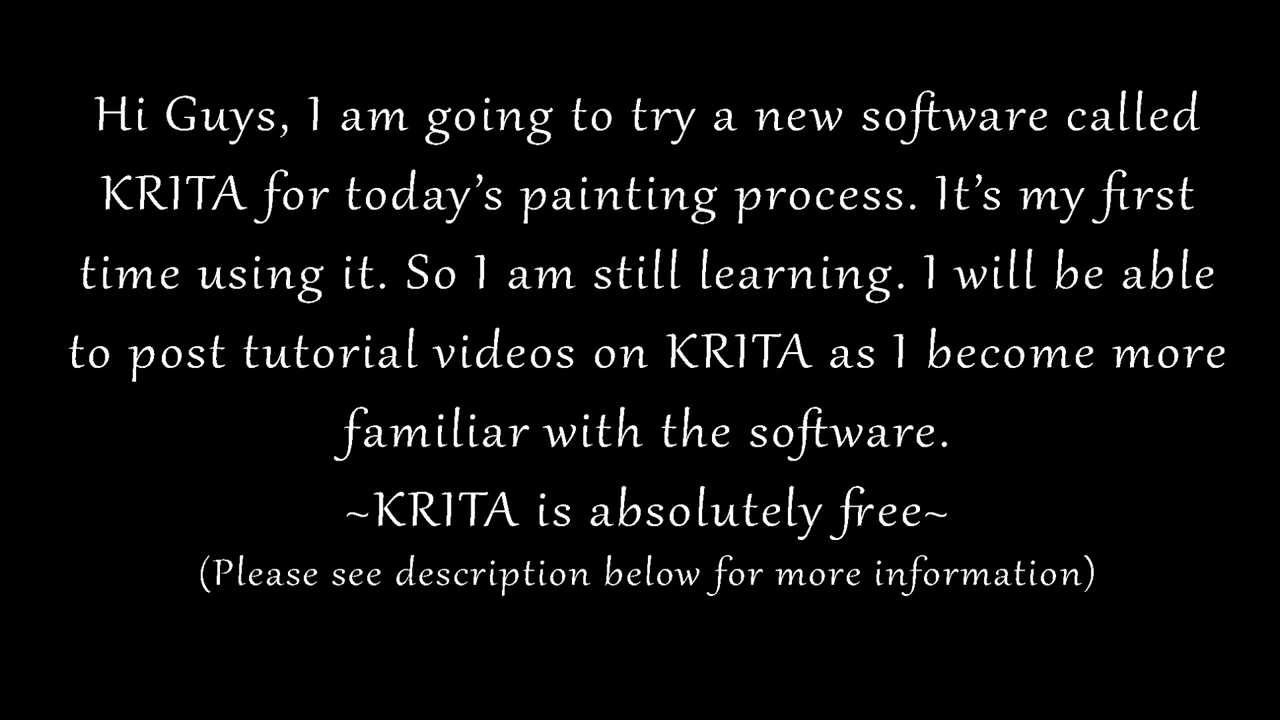 Hi Guys, I am going to try a new software called
KRITA for today’s painting process. It’s my first
time using it. So I am still learning. I will be able
to post tutorial videos on KRITA as I become more
familiar with the software.
~KRITA is absolutely free~
(Please see description below for more information)